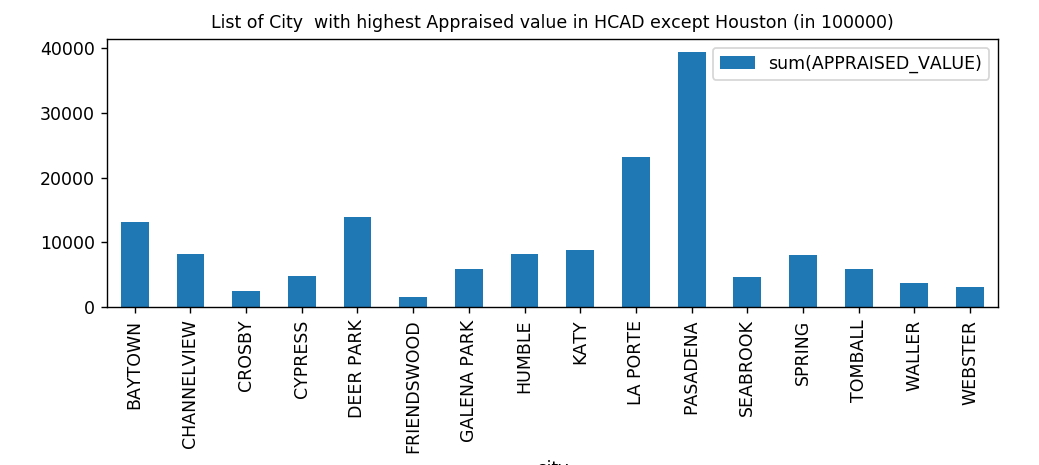 List of City  with highest Appraised value in HCAD except Houston (in 100000)
sum(APPRAISED_VALUE)
40000
30000
20000
10000
0
BAYTOWN
CHANNELVIEW
CROSBY
CYPRESS
DEER PARK
FRIENDSWOOD
GALENA PARK
HUMBLE
KATY
LA PORTE
PASADENA
SEABROOK
SPRING
TOMBALL
WALLER
WEBSTER
city